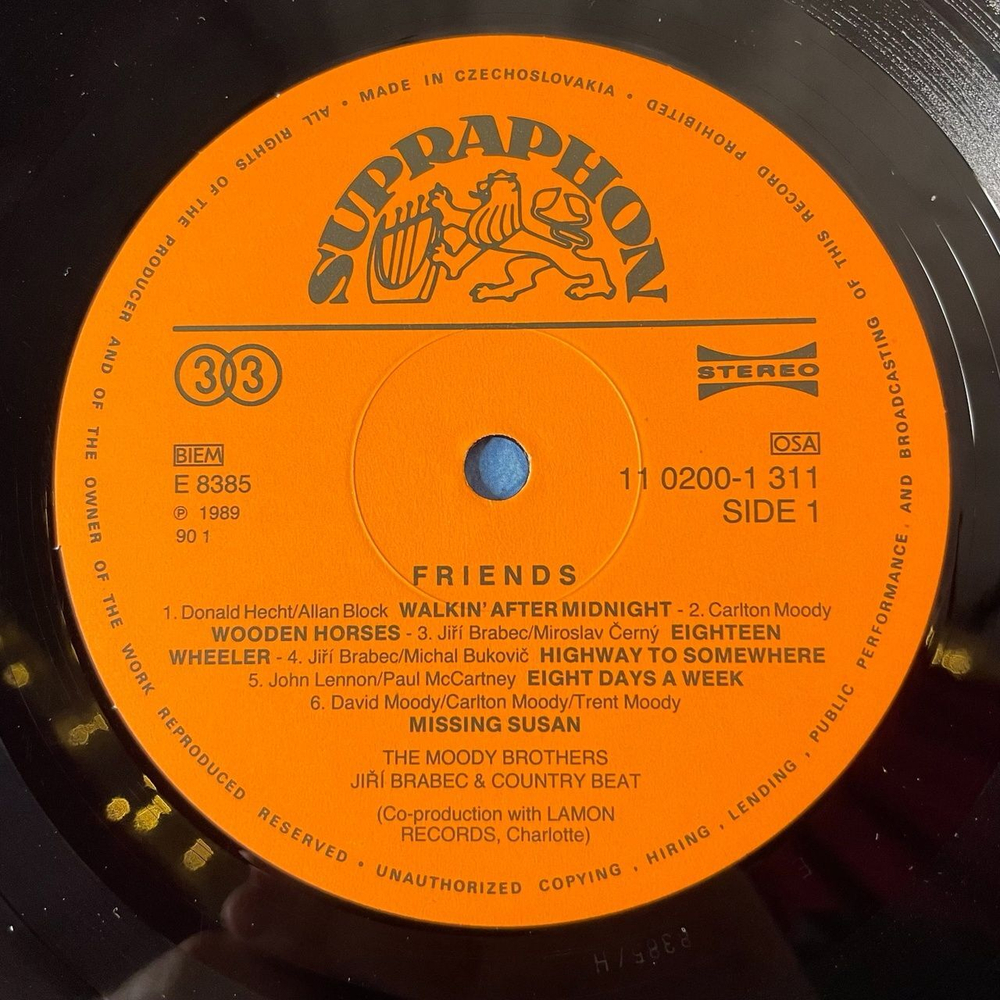 MADE IN CZECHOSLOVAKIA • ALL RIGHTS OF THE PRODUCER AND OF THE OWNER OF THE WORK REPRODUCED RESERVED • UNAUTHORIZED COPYING, HIRING, LENDING, PUBLIC PERFORMANCE, AND BROADCASTING OF THIS RECORD PROHIBITED •
SUPRAPHON
33
STEREO
BIEM
E 8385
℗ 1989
90 1
OSA
11 0200-1 311
SIDE 1
FRIENDS
1. Donald Hecht/Allan Block WALKIN' AFTER MIDNIGHT - 2. Carlton Moody
WOODEN HORSES - 3. Jiří Brabec/Miroslav Černý EIGHTEEN
WHEELER - 4. Jiří Brabec/Michal Bukovič HIGHWAY TO SOMEWHERE
5. John Lennon/Paul McCartney EIGHT DAYS A WEEK
6. David Moody/Carlton Moody/Trent Moody
MISSING SUSAN
THE MOODY BROTHERS
JIŘÍ BRABEC & COUNTRY BEAT
(Co-production with LAMON
RECORDS, Charlotte)